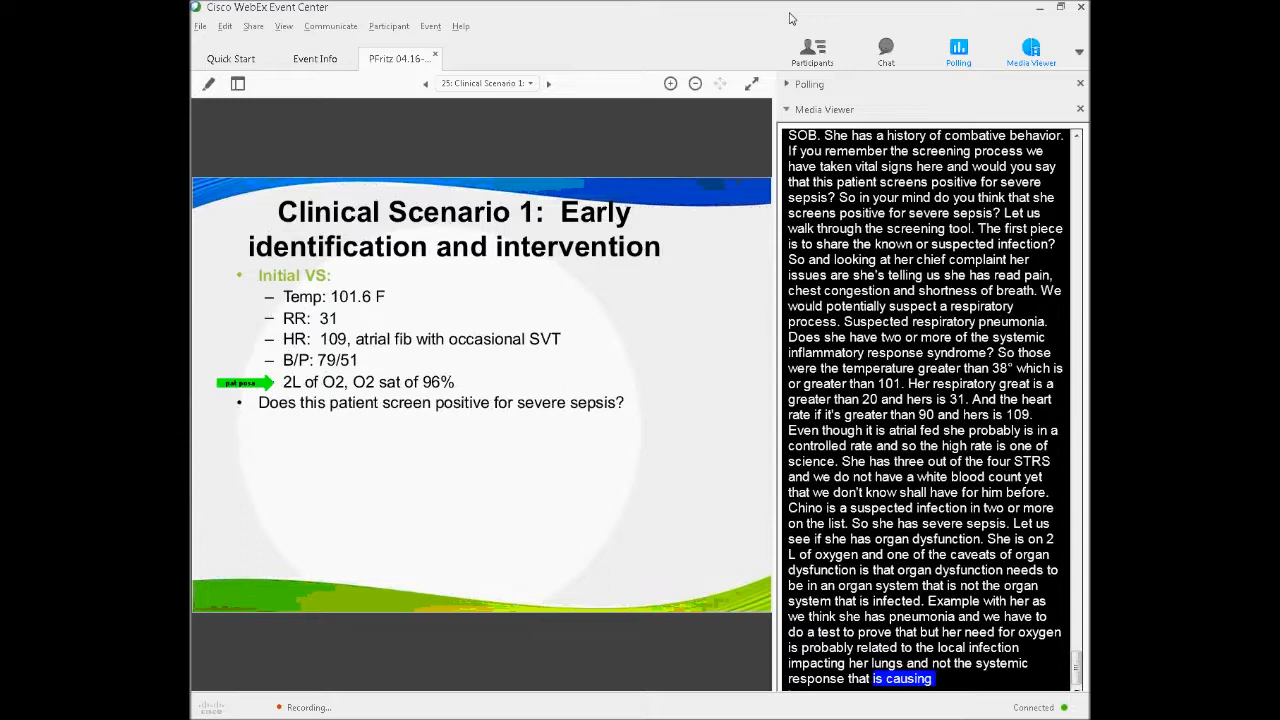 Cisco WebEx Event Center
File Edit Share View Communicate Participant Event Help
Quick Start Event Info PFritz 04.16-...
Participants Chat Polling Media Viewer
25: Clinical Scenario 1:
Polling
Media Viewer
Clinical Scenario 1: Early
identification and intervention
• Initial VS:
– Temp: 101.6 F
– RR: 31
– HR: 109, atrial fib with occasional SVT
– B/P: 79/51
pat posa
– 2L of O2, O2 sat of 96%
• Does this patient screen positive for severe sepsis?
SOB. She has a history of combative behavior.
If you remember the screening process we
have taken vital signs here and would you say
that this patient screens positive for severe
sepsis? So in your mind do you think that she
screens positive for severe sepsis? Let us
walk through the screening tool. The first piece
is to share the known or suspected infection?
So and looking at her chief complaint her
issues are she's telling us she has read pain,
chest congestion and shortness of breath. We
would potentially suspect a respiratory
process. Suspected respiratory pneumonia.
Does she have two or more of the systemic
inflammatory response syndrome? So those
were the temperature greater than 38° which is
or greater than 101. Her respiratory great is a
greater than 20 and hers is 31. And the heart
rate if it's greater than 90 and hers is 109.
Even though it is atrial fed she probably is in a
controlled rate and so the high rate is one of
science. She has three out of the four STRS
and we do not have a white blood count yet
that we don't know shall have for him before.
Chino is a suspected infection in two or more
on the list. So she has severe sepsis. Let us
see if she has organ dysfunction. She is on 2
L of oxygen and one of the caveats of organ
dysfunction is that organ dysfunction needs to
be in an organ system that is not the organ
system that is infected. Example with her as
we think she has pneumonia and we have to
do a test to prove that but her need for oxygen
is probably related to the local infection
impacting her lungs and not the systemic
response that is causing
cisco
Recording...
Connected